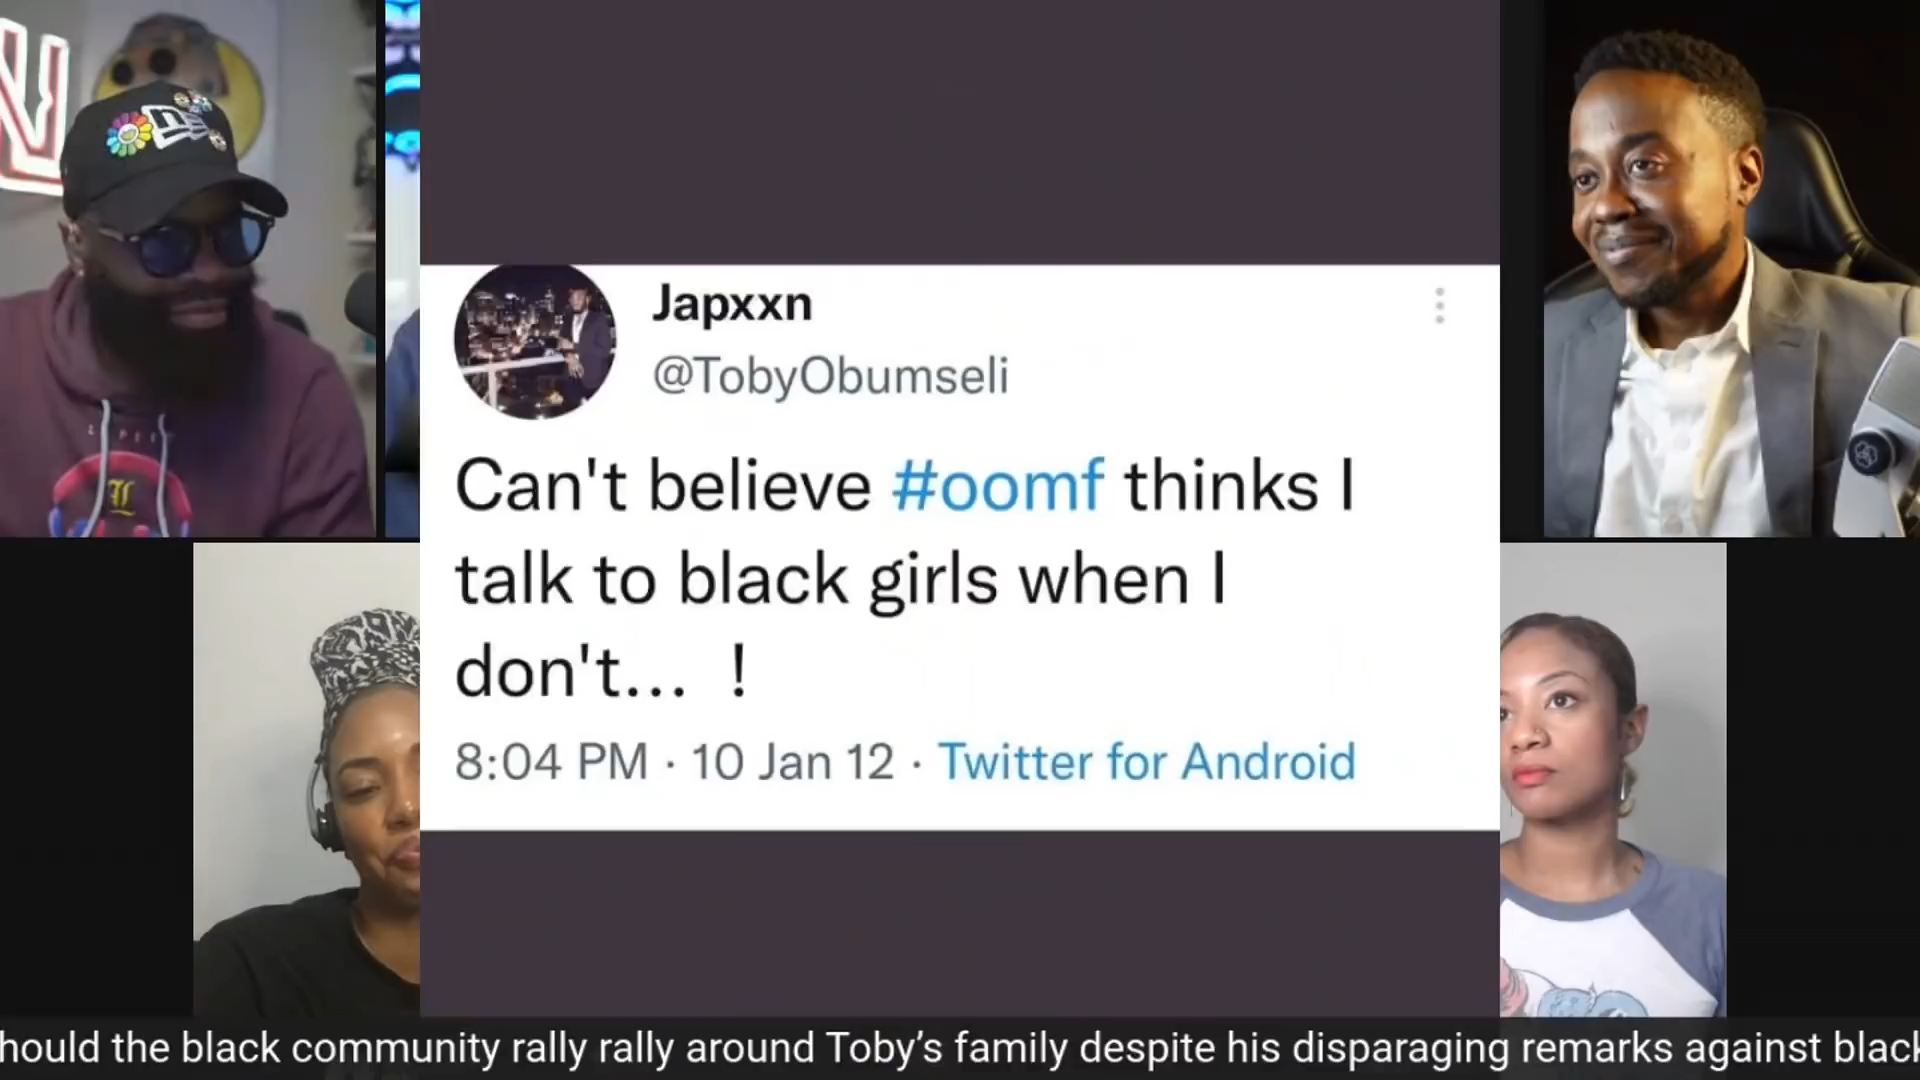 Japxxn
@TobyObumseli
Can't believe #oomf thinks I
talk to black girls when I
don't... !
8:04 PM · 10 Jan 12 · Twitter for Android
hould the black community rally rally around Toby’s family despite his disparaging remarks against black